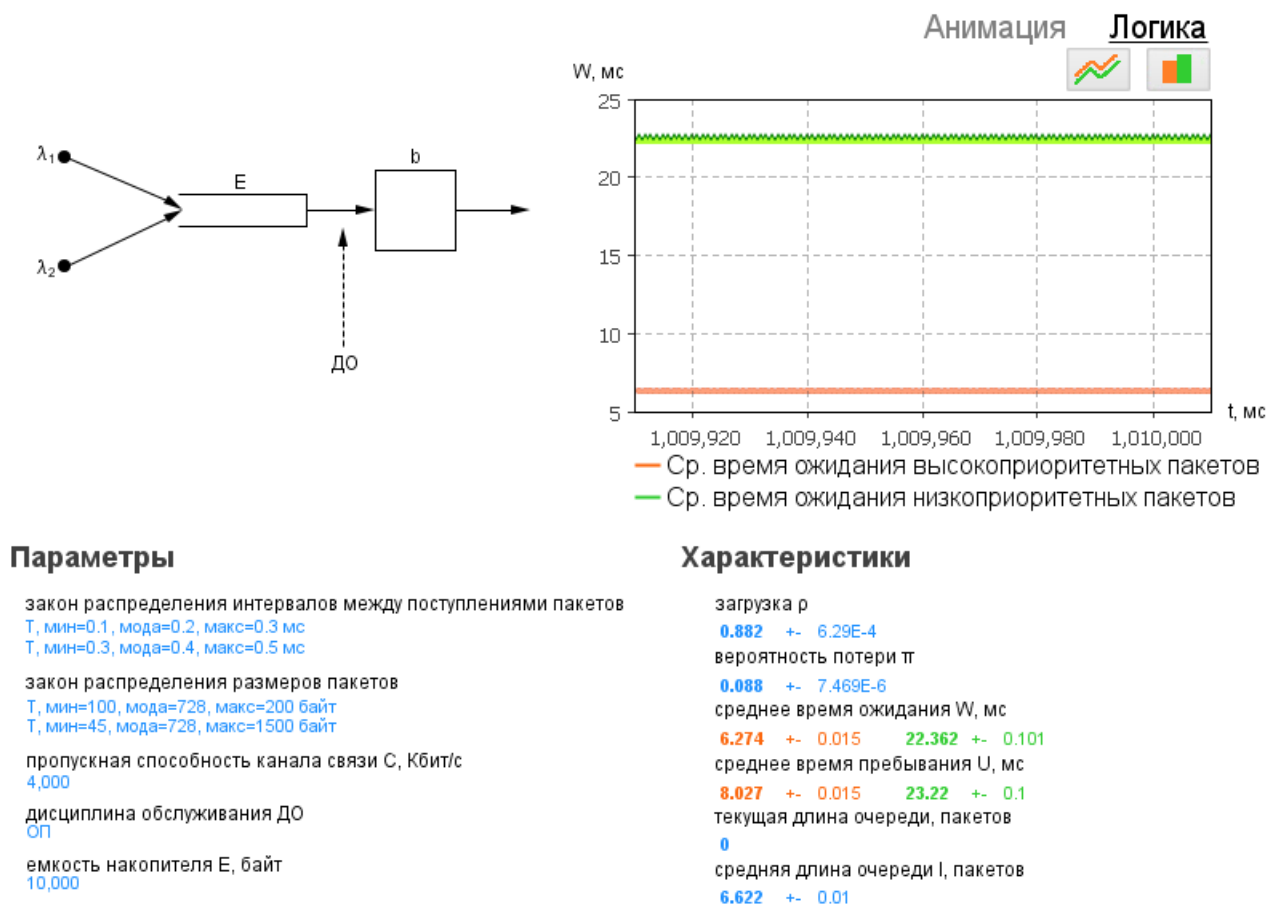 Анимация Логика
W, мс
25
20
15
10
5
t, мс
1,009,920 1,009,940 1,009,960 1,009,980 1,010,000
Ср. время ожидания высокоприоритетных пакетов
Ср. время ожидания низкоприоритетных пакетов
λ1
λ2
E
b
ДО
Параметры
закон распределения интервалов между поступлениями пакетов
Т, мин=0.1, мода=0.2, макс=0.3 мс
Т, мин=0.3, мода=0.4, макс=0.5 мс
закон распределения размеров пакетов
Т, мин=100, мода=728, макс=200 байт
Т, мин=45, мода=728, макс=1500 байт
пропускная способность канала связи С, Кбит/с
4,000
дисциплина обслуживания ДО
ОП
емкость накопителя Е, байт
10,000
Характеристики
загрузка ρ
0.882 +- 6.29E-4
вероятность потери π
0.088 +- 7.469E-6
среднее время ожидания W, мс
6.274 +- 0.015 22.362 +- 0.101
среднее время пребывания U, мс
8.027 +- 0.015 23.22 +- 0.1
текущая длина очереди, пакетов
0
средняя длина очереди l, пакетов
6.622 +- 0.01